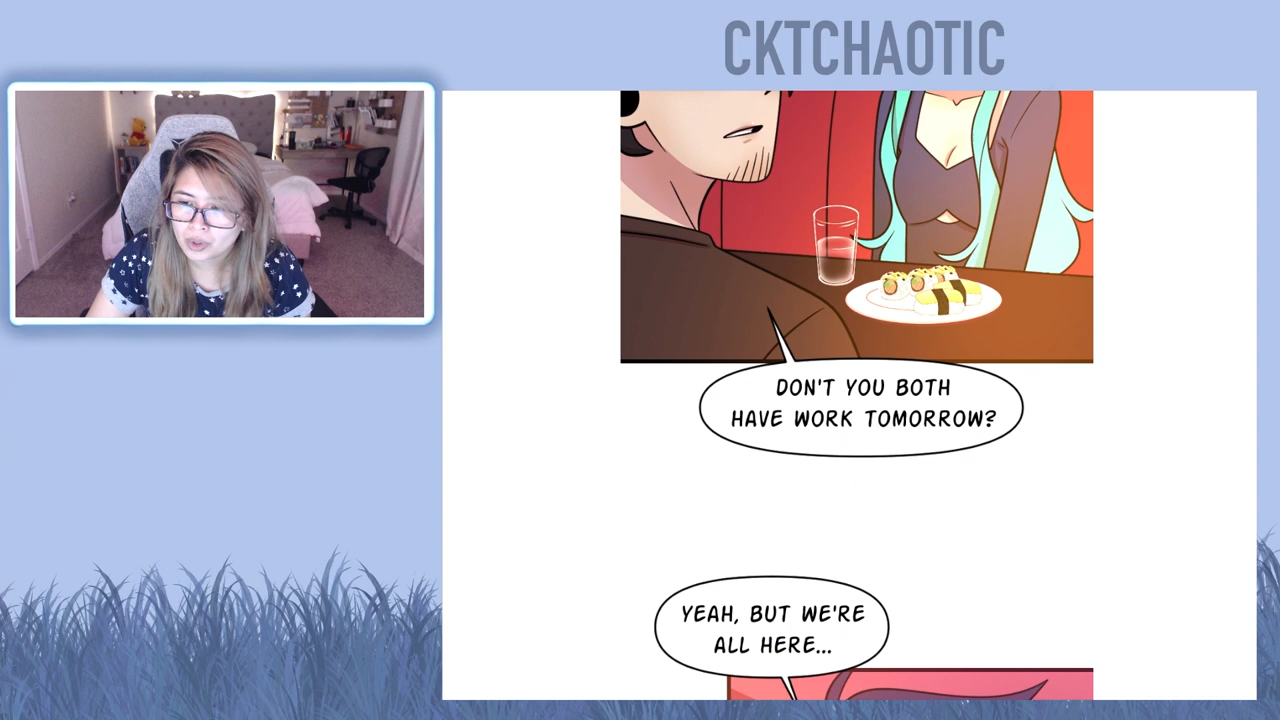 CKTCHAOTIC
DON'T YOU BOTH
HAVE WORK TOMORROW?
YEAH, BUT WE'RE
ALL HERE...